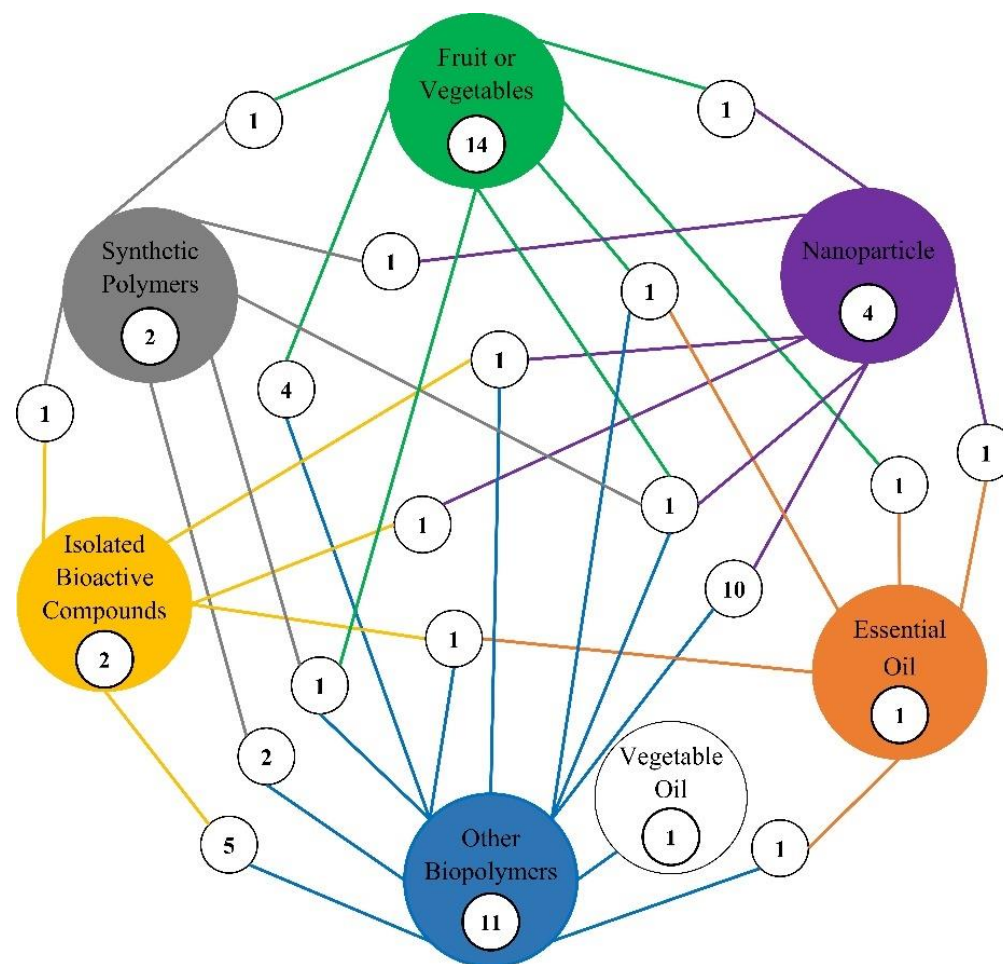 Fruit or
Vegetables
14
1
1
Synthetic
Polymers
2
1
Nanoparticle
4
1
1
4
1
1
1
1
1
1
Isolated
Bioactive
Compounds
2
10
1
Essential
Oil
1
1
2
Vegetable
Oil
1
5
1
Other
Biopolymers
11